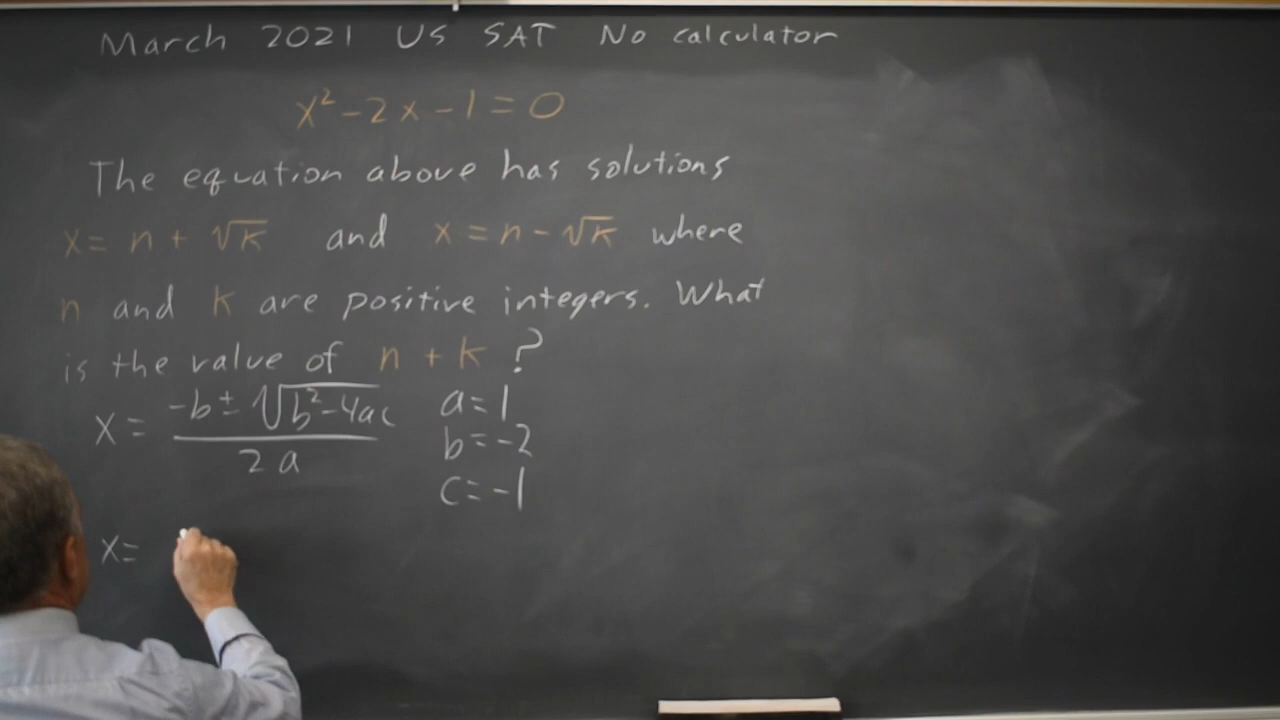 March 2021 US SAT No calculator
x² - 2x - 1 = 0
The equation above has solutions
x = n + √k and x = n - √k where
n and k are positive integers. What
is the value of n + k ?
x = (-b ± √(b² - 4ac)) / 2a
a = 1
b = -2
c = -1
x =